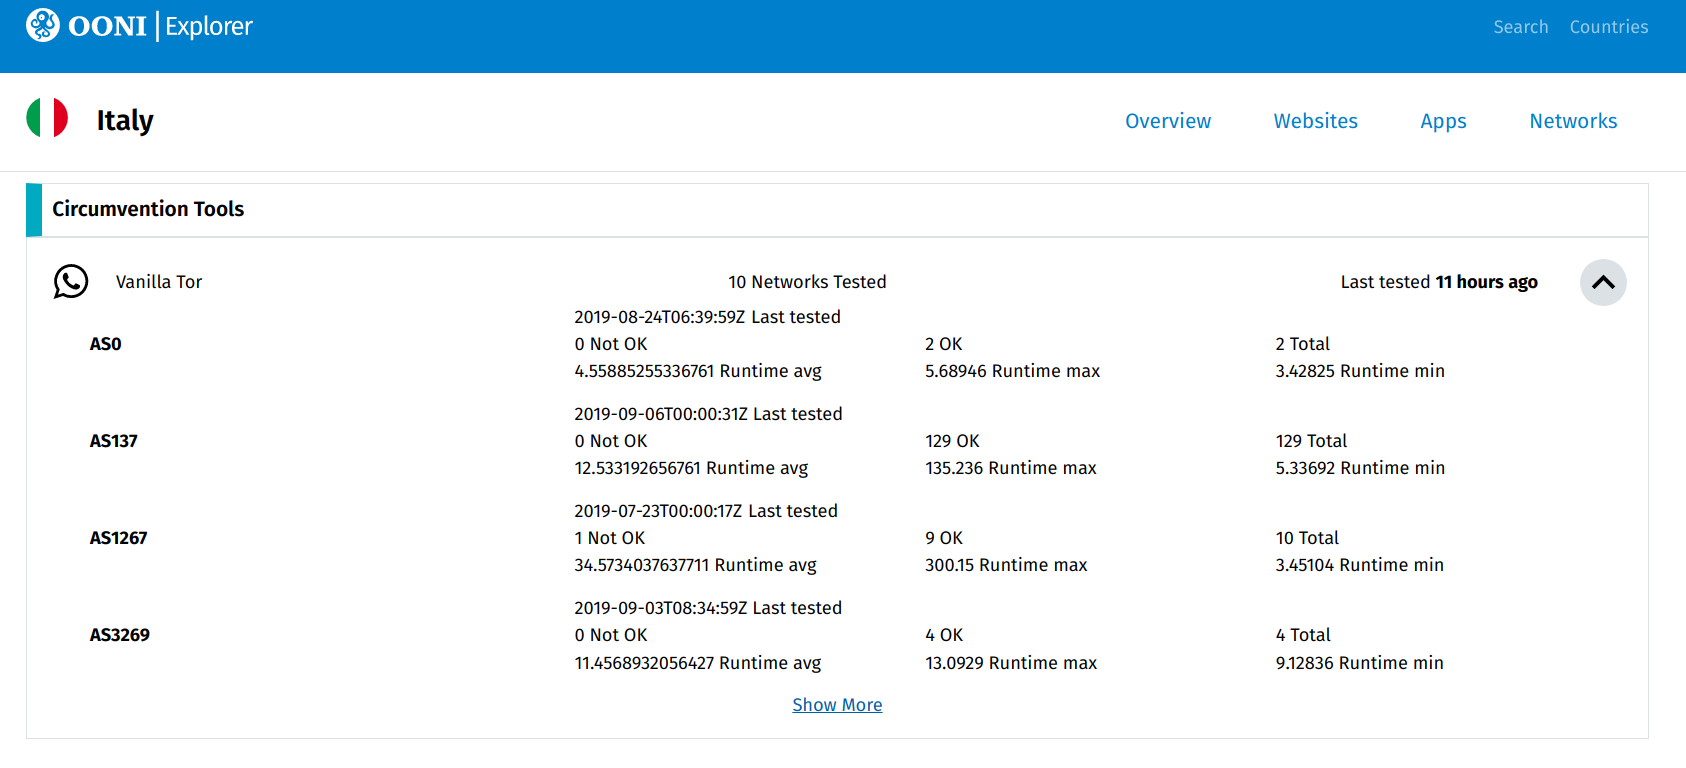 OONI Explorer Search Countries
Italy Overview Websites Apps Networks
Circumvention Tools
Vanilla Tor 10 Networks Tested Last tested 11 hours ago
2019-08-24T06:39:59Z Last tested
AS0 0 Not OK 2 OK 2 Total
4.55885255336761 Runtime avg 5.68946 Runtime max 3.42825 Runtime min
2019-09-06T00:00:31Z Last tested
AS137 0 Not OK 129 OK 129 Total
12.533192656761 Runtime avg 135.236 Runtime max 5.33692 Runtime min
2019-07-23T00:00:17Z Last tested
AS1267 1 Not OK 9 OK 10 Total
34.5734037637711 Runtime avg 300.15 Runtime max 3.45104 Runtime min
2019-09-03T08:34:59Z Last tested
AS3269 0 Not OK 4 OK 4 Total
11.4568932056427 Runtime avg 13.0929 Runtime max 9.12836 Runtime min
Show More